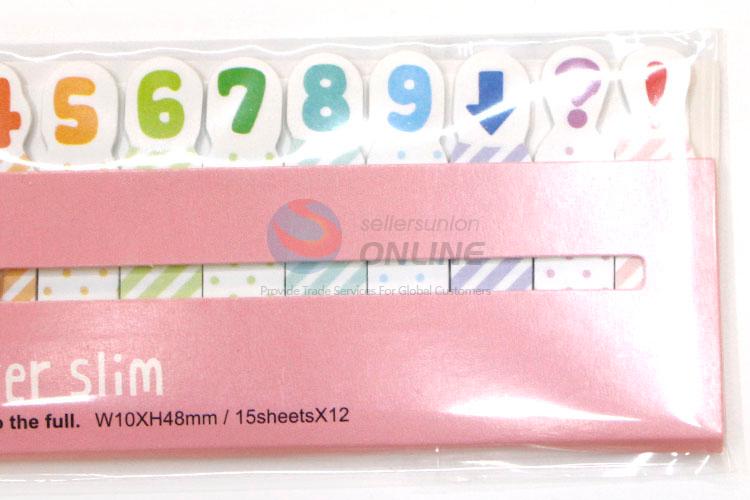 4 5 6 7 8 9 ↓ ? !
sellersunion
ONLINE
Provide Trade Services For Global Customers
er slim
o the full. W10XH48mm / 15sheetsX12